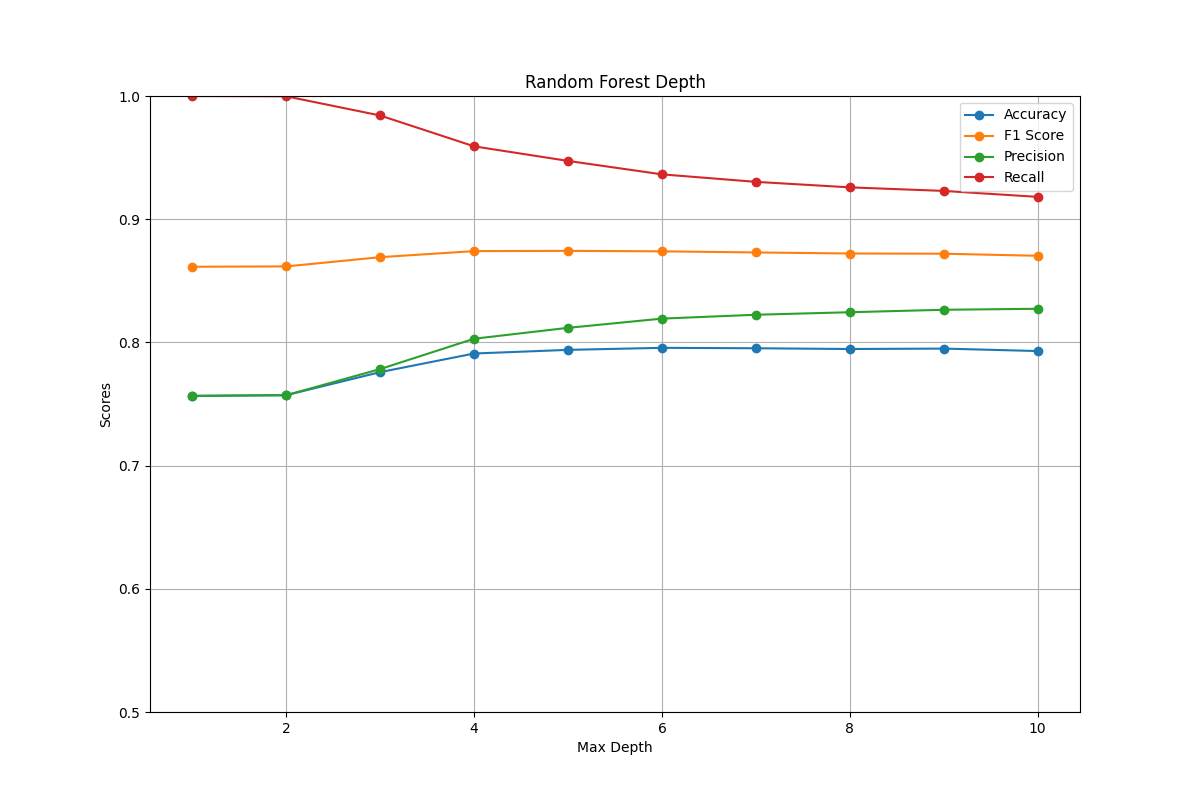 Random Forest Depth
1.0
0.9
0.8
0.7
0.6
0.5
Scores
2
4
6
8
10
Max Depth
Accuracy
F1 Score
Precision
Recall